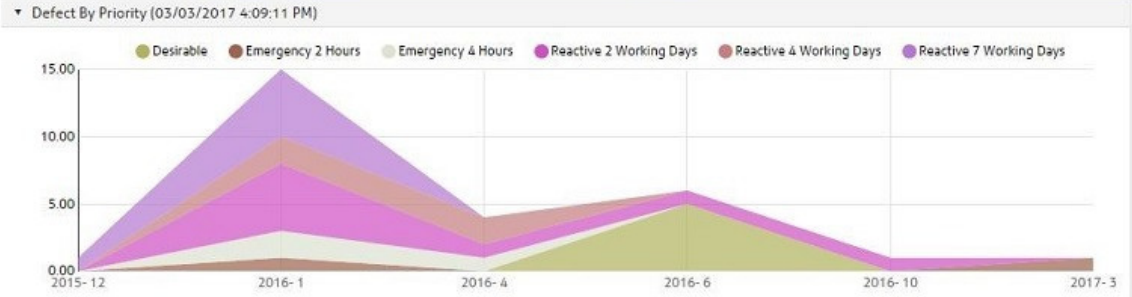 Defect By Priority (03/03/2017 4:09:11 PM)
Desirable Emergency 2 Hours Emergency 4 Hours Reactive 2 Working Days Reactive 4 Working Days Reactive 7 Working Days
15.00
10.00
5.00
0.00
2015- 12 2016- 1 2016- 4 2016- 6 2016- 10 2017- 3